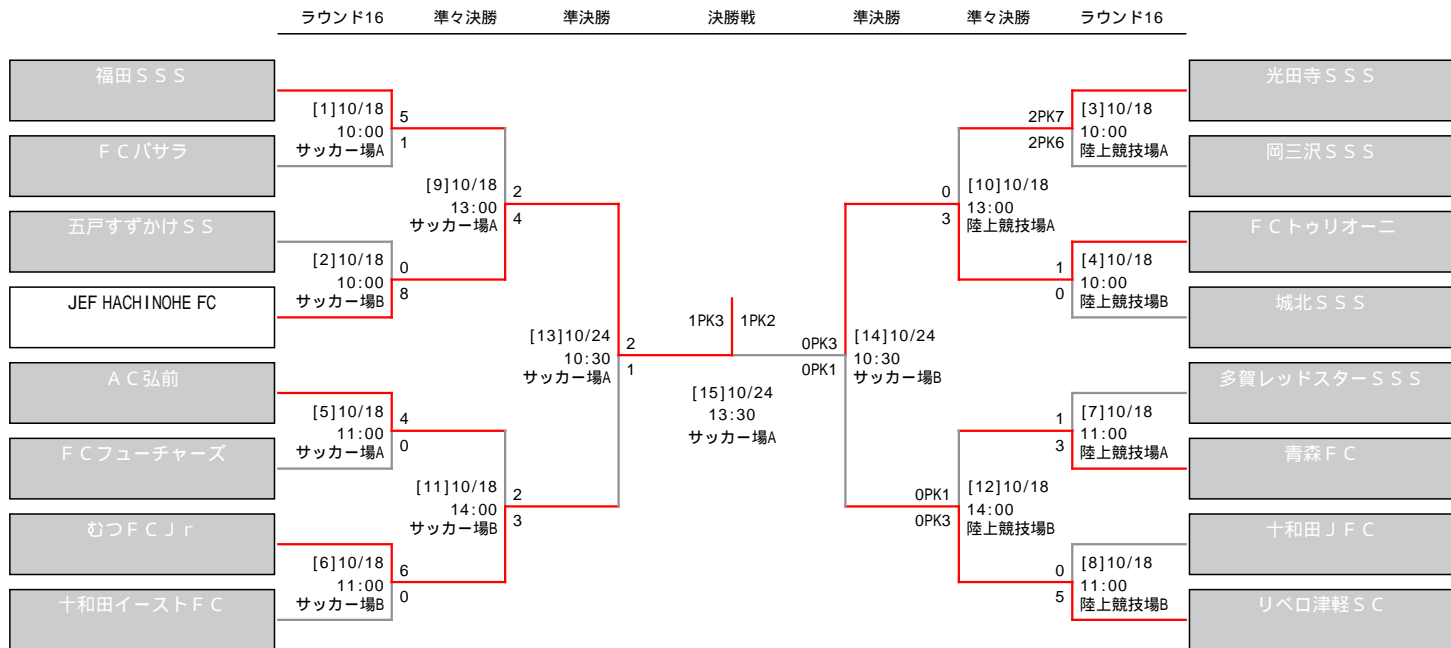 ラウンド16 準々決勝 準決勝 決勝戦 準決勝 準々決勝 ラウンド16
福田ＳＳＳ
ＦＣバサラ
五戸すずかけＳＳ
JEF HACHINOHE FC
ＡＣ弘前
ＦＣフューチャーズ
むつＦＣＪｒ
十和田イーストＦＣ
[1]10/18
10:00
サッカー場A
5
1
[2]10/18
10:00
サッカー場B
0
8
[5]10/18
11:00
サッカー場A
4
0
[6]10/18
11:00
サッカー場B
6
0
[9]10/18
13:00
サッカー場A
2
4
[11]10/18
14:00
サッカー場B
2
3
[13]10/24
10:30
サッカー場A
2
1
1PK3 1PK2
[15]10/24
13:30
サッカー場A
0PK3
0PK1
[14]10/24
10:30
サッカー場B
0
3
[10]10/18
13:00
陸上競技場A
0PK1
0PK3
[12]10/18
14:00
陸上競技場B
2PK7
2PK6
[3]10/18
10:00
陸上競技場A
1
0
[4]10/18
10:00
陸上競技場B
1
3
[7]10/18
11:00
陸上競技場A
0
5
[8]10/18
11:00
陸上競技場B
光田寺ＳＳＳ
岡三沢ＳＳＳ
ＦＣトゥリオーニ
城北ＳＳＳ
多賀レッドスターＳＳＳ
青森ＦＣ
十和田ＪＦＣ
リベロ津軽ＳＣ